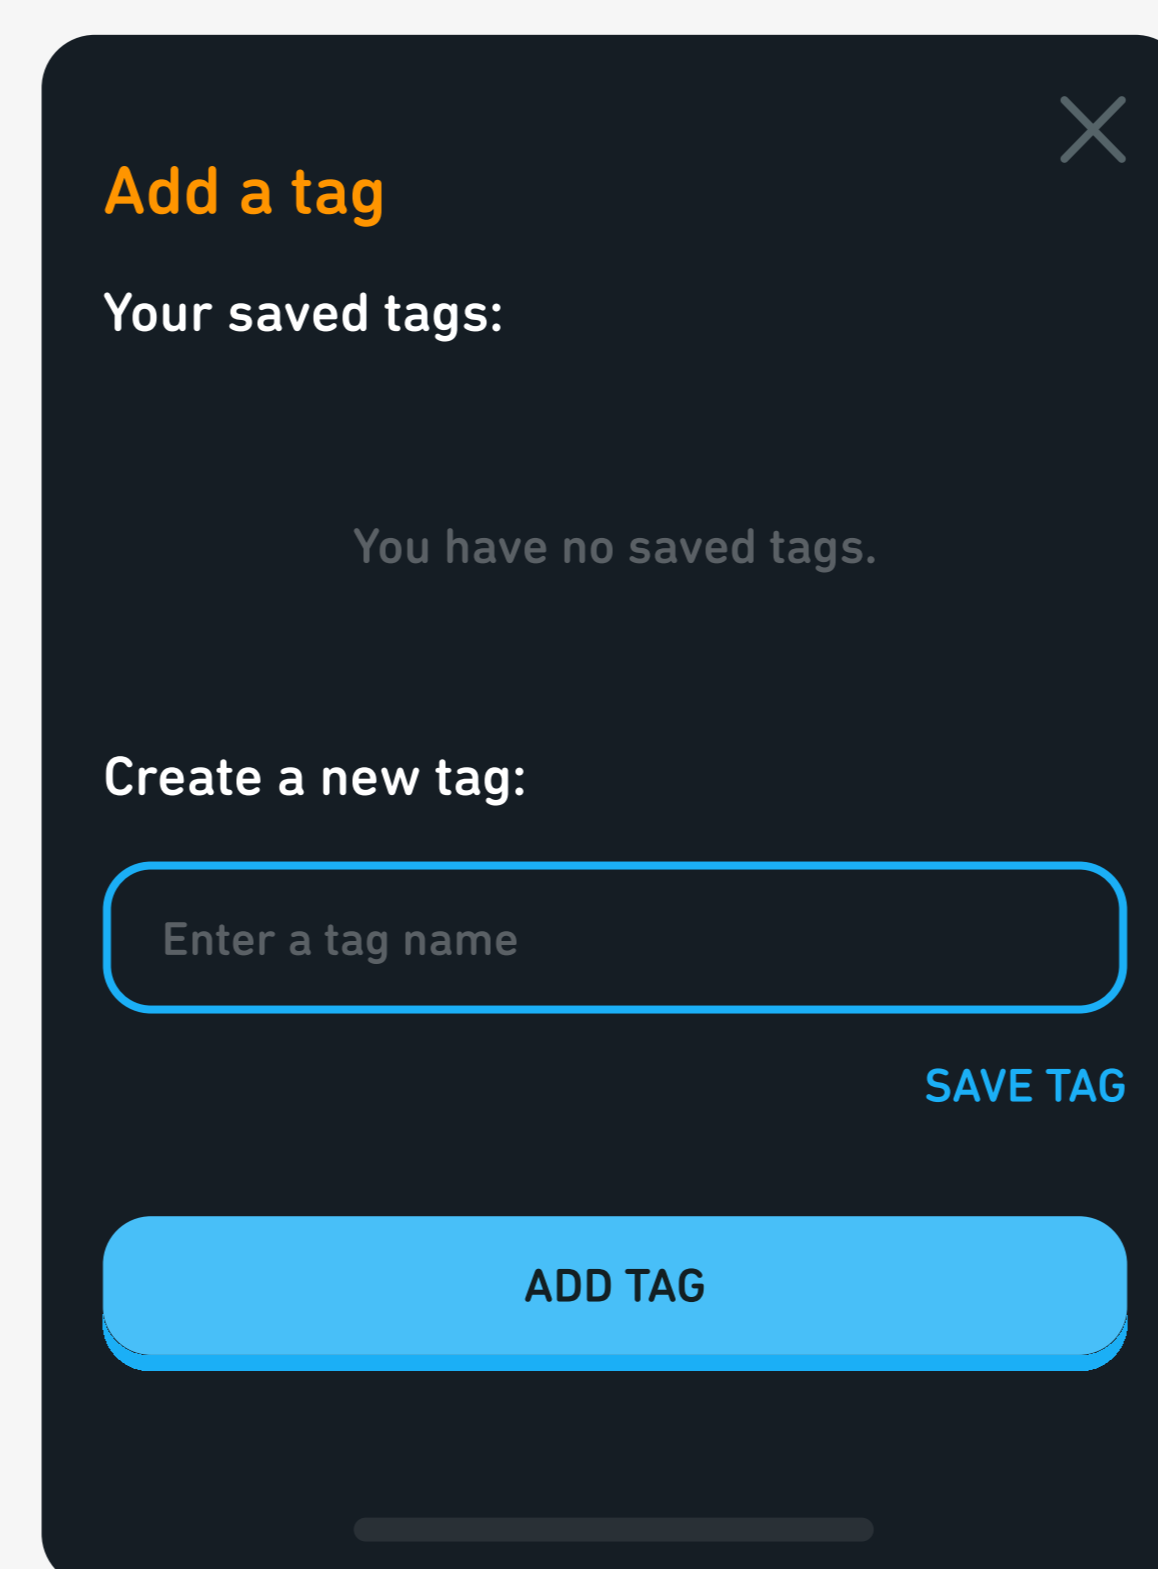 Add a tag
Your saved tags:
You have no saved tags.
Create a new tag:
Enter a tag name
SAVE TAG
ADD TAG